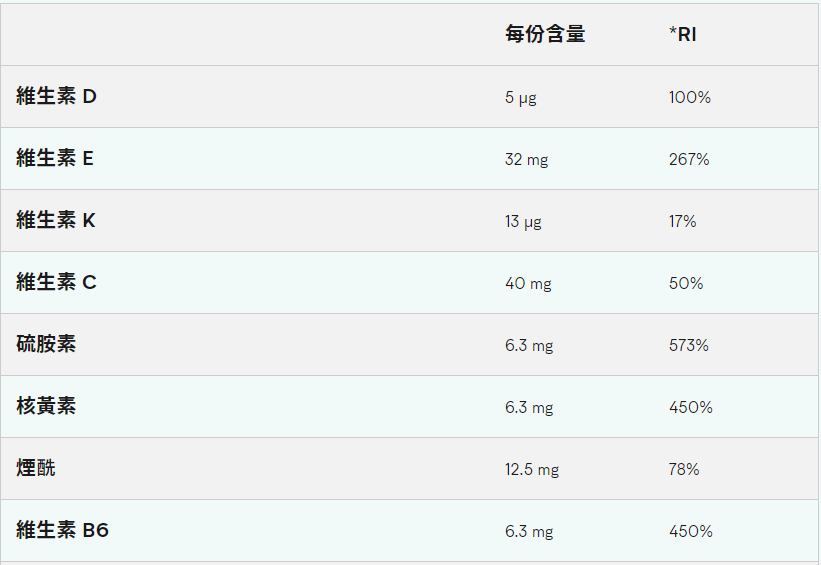 每份含量 *RI
維生素 D 5 µg 100%
維生素 E 32 mg 267%
維生素 K 13 µg 17%
維生素 C 40 mg 50%
硫胺素 6.3 mg 573%
核黃素 6.3 mg 450%
煙酰 12.5 mg 78%
維生素 B6 6.3 mg 450%